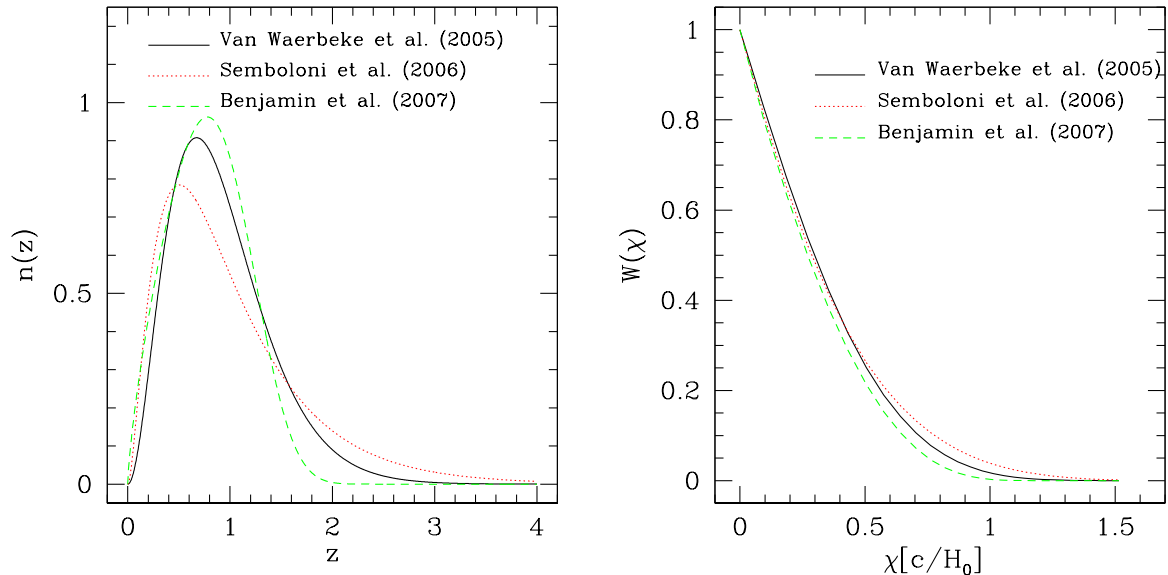 Van Waerbeke et al. (2005)
Semboloni et al. (2006)
Benjamin et al. (2007)
1
0.5
0
n(z)
0 1 2 3 4
z
Van Waerbeke et al. (2005)
Semboloni et al. (2006)
Benjamin et al. (2007)
1
0.8
0.6
0.4
0.2
0
W(χ)
0 0.5 1 1.5
χ[c/H₀]